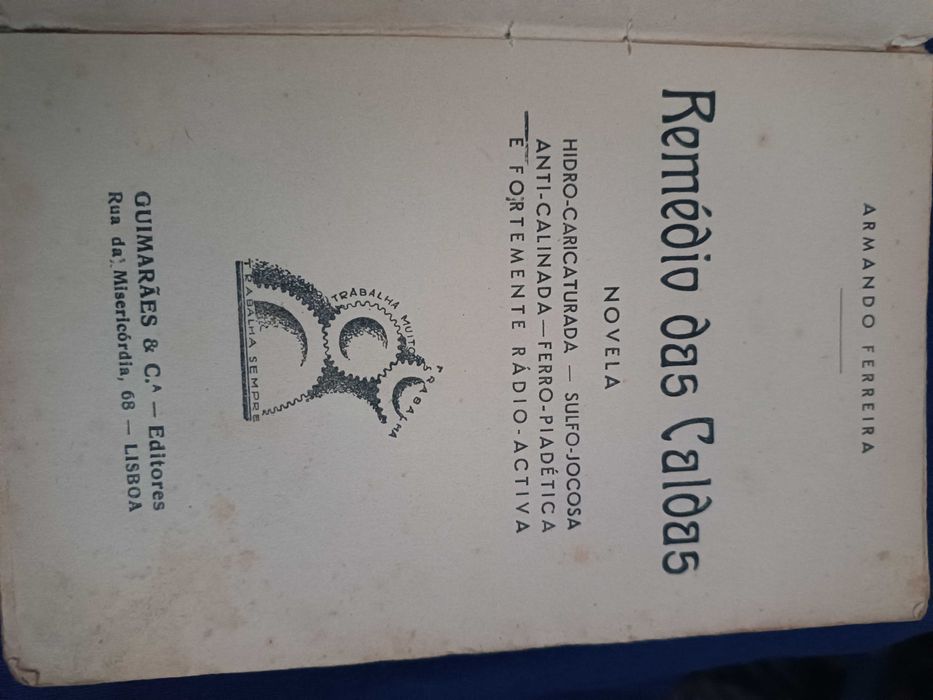 ARMANDO FERREIRA
Remédio das Caldas
NOVELA
HIDRO-CARICATURADA — SULFO-JOCOSA
ANTI-CALINADA — FERRO-PIADÉTICA
E FORTEMENTE RÁDIO-ACTIVA
TRABALHA
TRABALHA MUITO
TRABALHA SEMPRE
GUIMARÃES & C.ª — Editores
Rua da Misericórdia, 68 — LISBOA